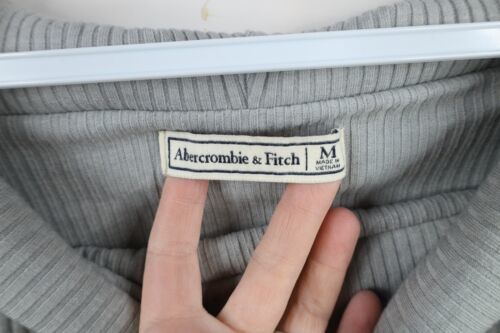 Abercrombie & Fitch
M
MADE IN
VIETNAM